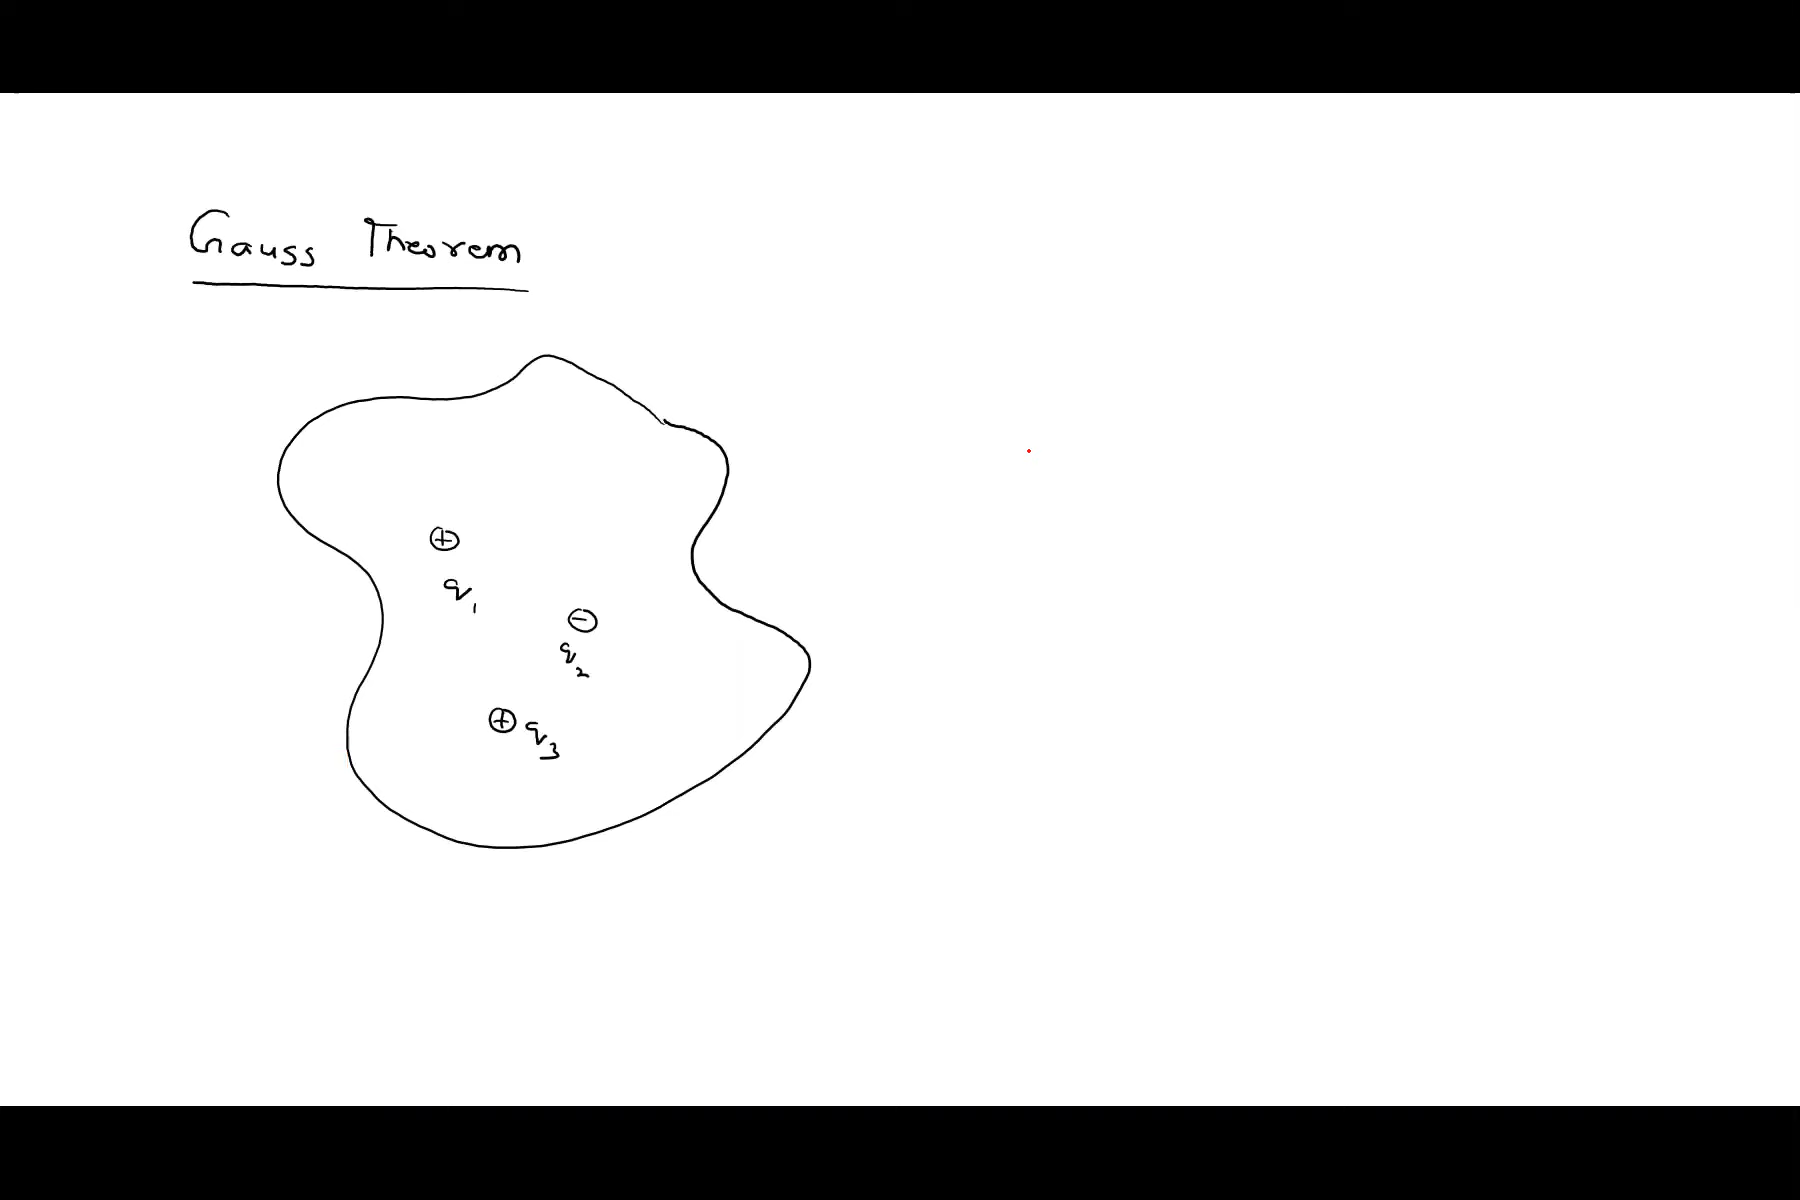 Gauss Theorem
⊕
q₁
⊖
q₂
⊕ q₃